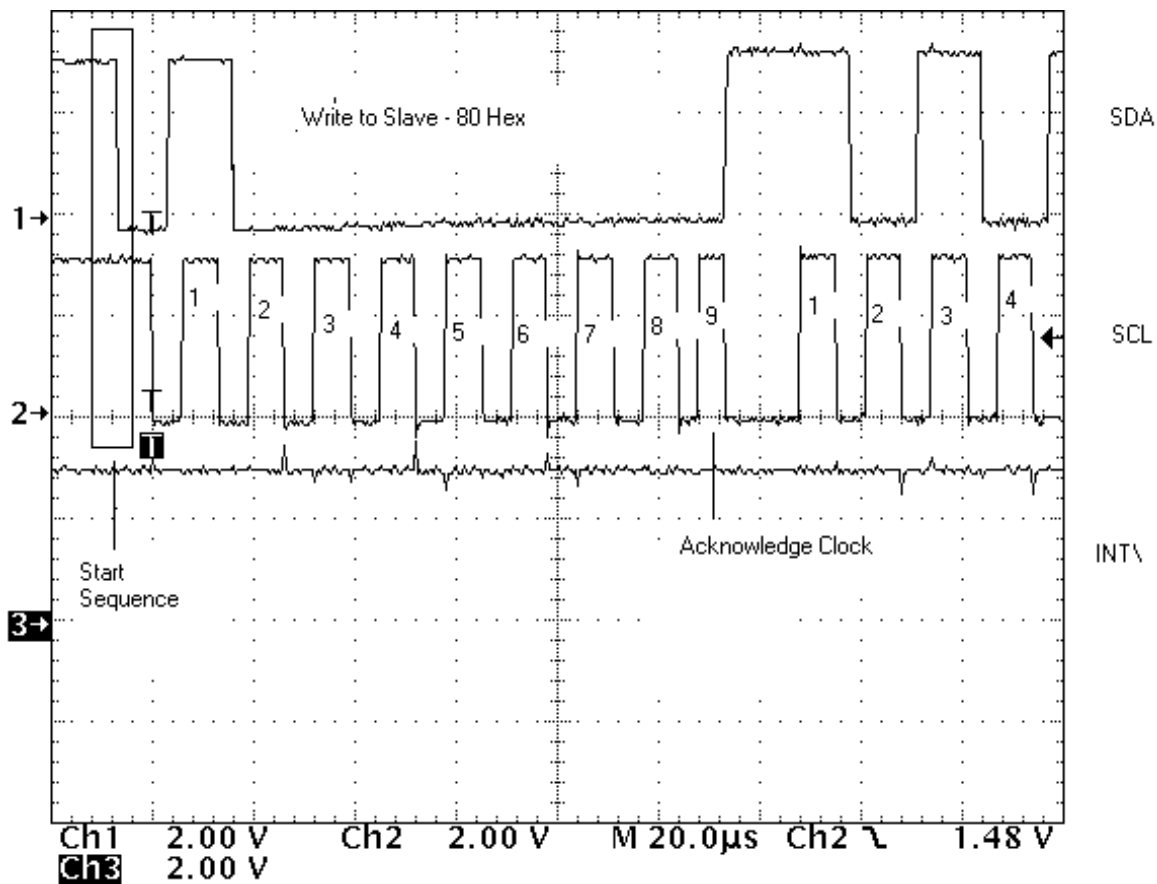 Write to Slave - 80 Hex
SDA
1
T
1 2 3 4 5 6 7 8 9 1 2 3 4
SCL
T
2
T
Acknowledge Clock
INT\
Start
Sequence
3
Ch1 2.00 V Ch2 2.00 V M 20.0µs Ch2 1.48 V
Ch3 2.00 V